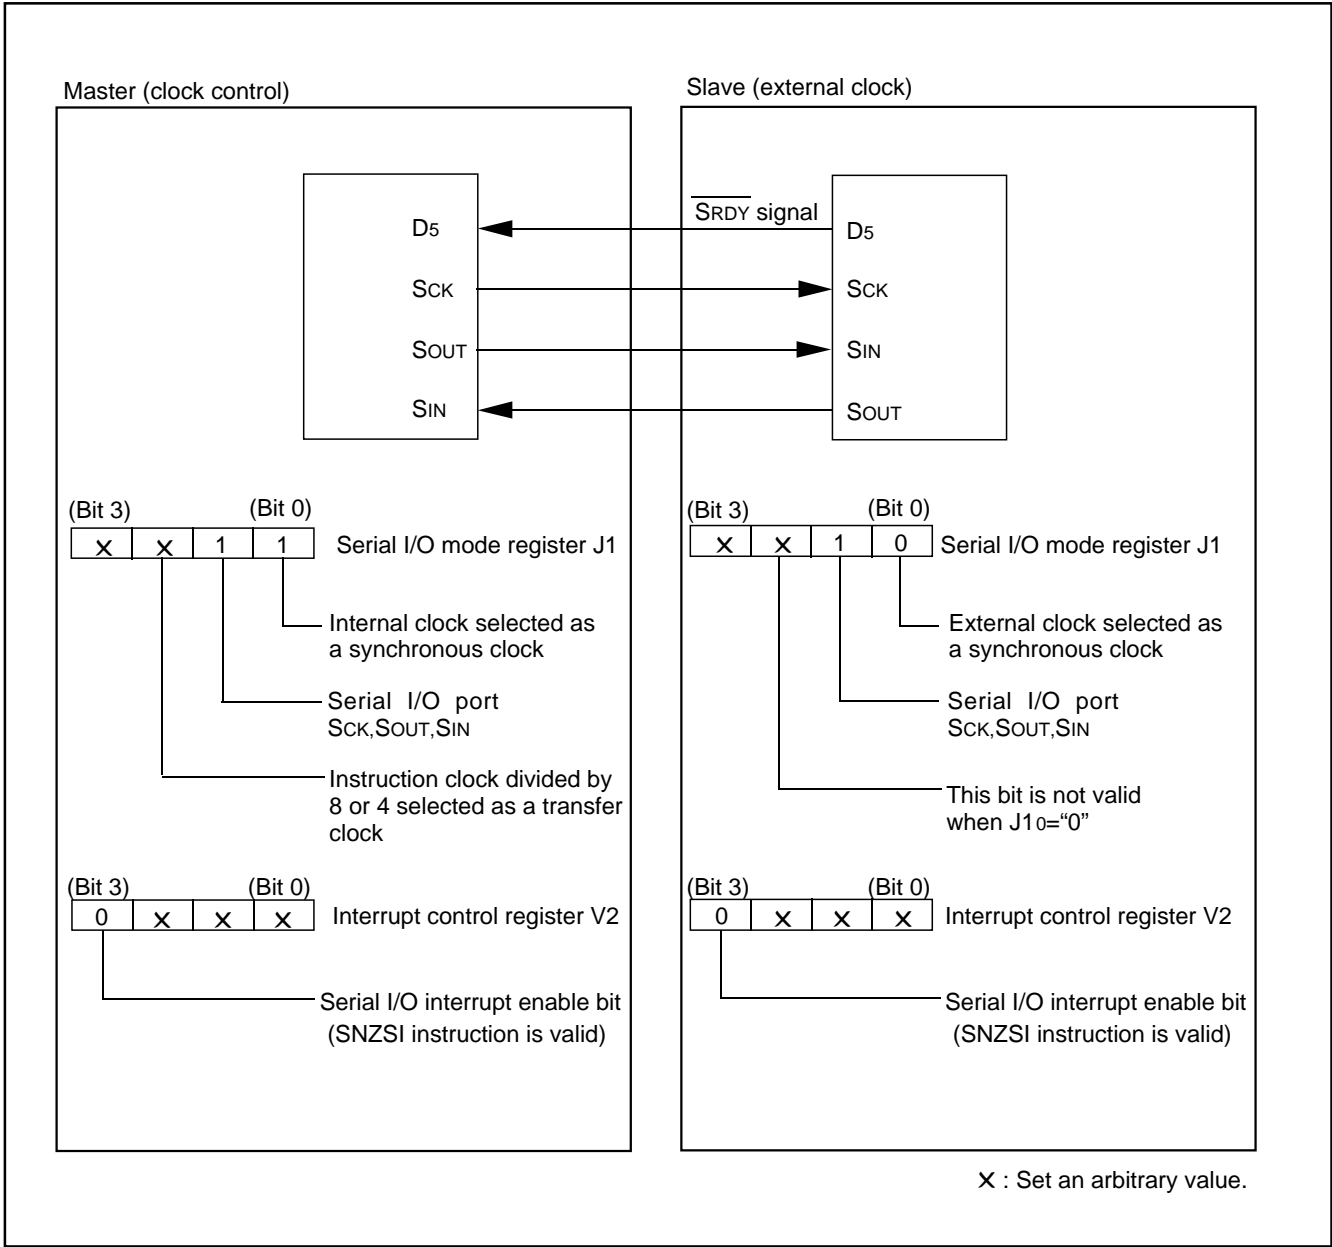 Master (clock control)
D5
SCK
SOUT
SIN
(Bit 3) (Bit 0)
× × 1 1 Serial I/O mode register J1
Internal clock selected as
a synchronous clock
Serial I/O port
SCK,SOUT,SIN
Instruction clock divided by
8 or 4 selected as a transfer
clock
(Bit 3) (Bit 0)
0 × × × Interrupt control register V2
Serial I/O interrupt enable bit
(SNZSI instruction is valid)
Slave (external clock)
SRDY signal
D5
SCK
SIN
SOUT
(Bit 3) (Bit 0)
× × 1 0 Serial I/O mode register J1
External clock selected as
a synchronous clock
Serial I/O port
SCK,SOUT,SIN
This bit is not valid
when J10=“0”
(Bit 3) (Bit 0)
0 × × × Interrupt control register V2
Serial I/O interrupt enable bit
(SNZSI instruction is valid)
× : Set an arbitrary value.